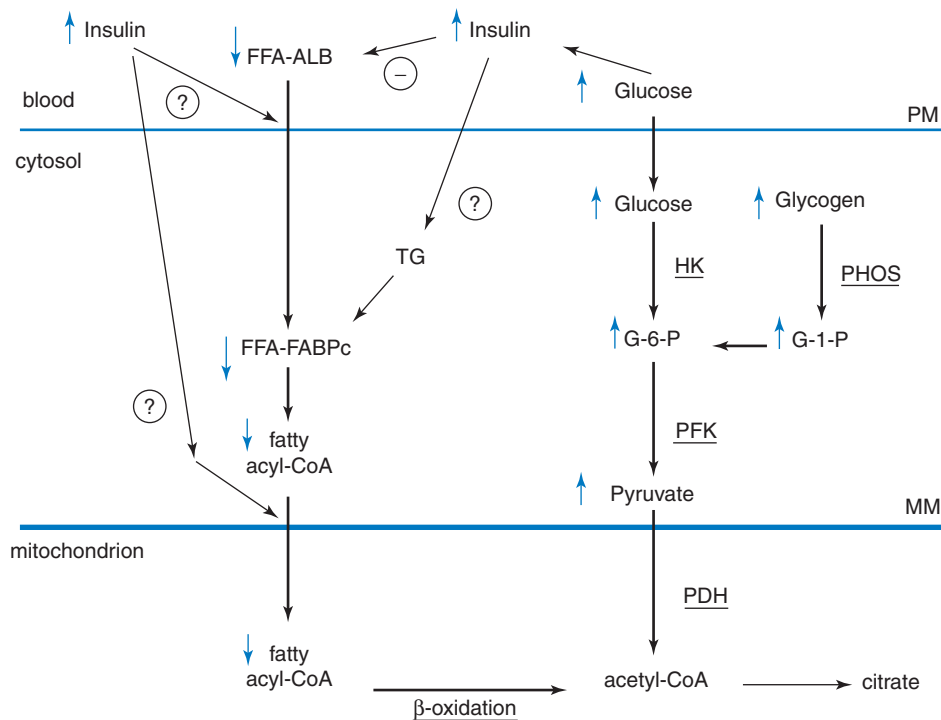 Insulin
FFA-ALB
Insulin
–
Glucose
?
blood
PM
cytosol
Glucose
Glycogen
?
TG
HK
PHOS
FFA-FABPc
G-6-P
G-1-P
?
fatty
acyl-CoA
PFK
Pyruvate
MM
mitochondrion
PDH
fatty
acyl-CoA
acetyl-CoA
citrate
β-oxidation